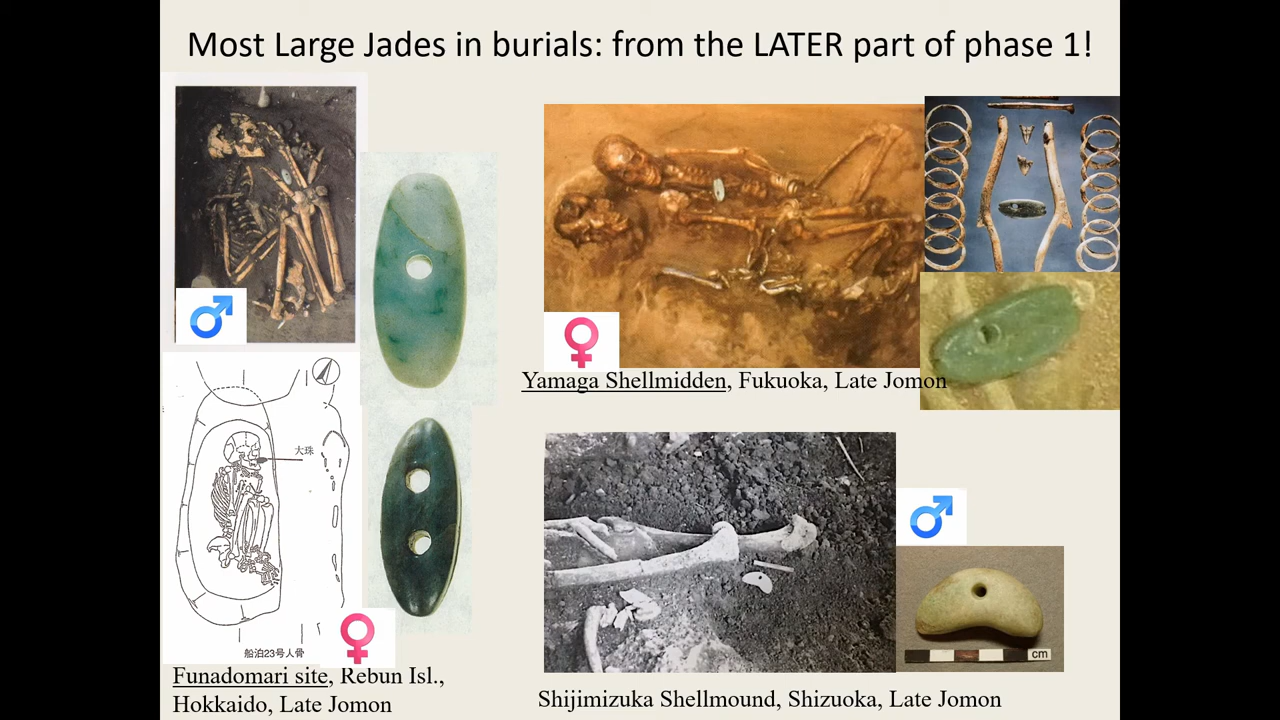 Most Large Jades in burials: from the LATER part of phase 1!
大珠
船泊23号人骨
Funadomari site, Rebun Isl.,
Hokkaido, Late Jomon
Yamaga Shellmidden, Fukuoka, Late Jomon
cm
Shijimizuka Shellmound, Shizuoka, Late Jomon